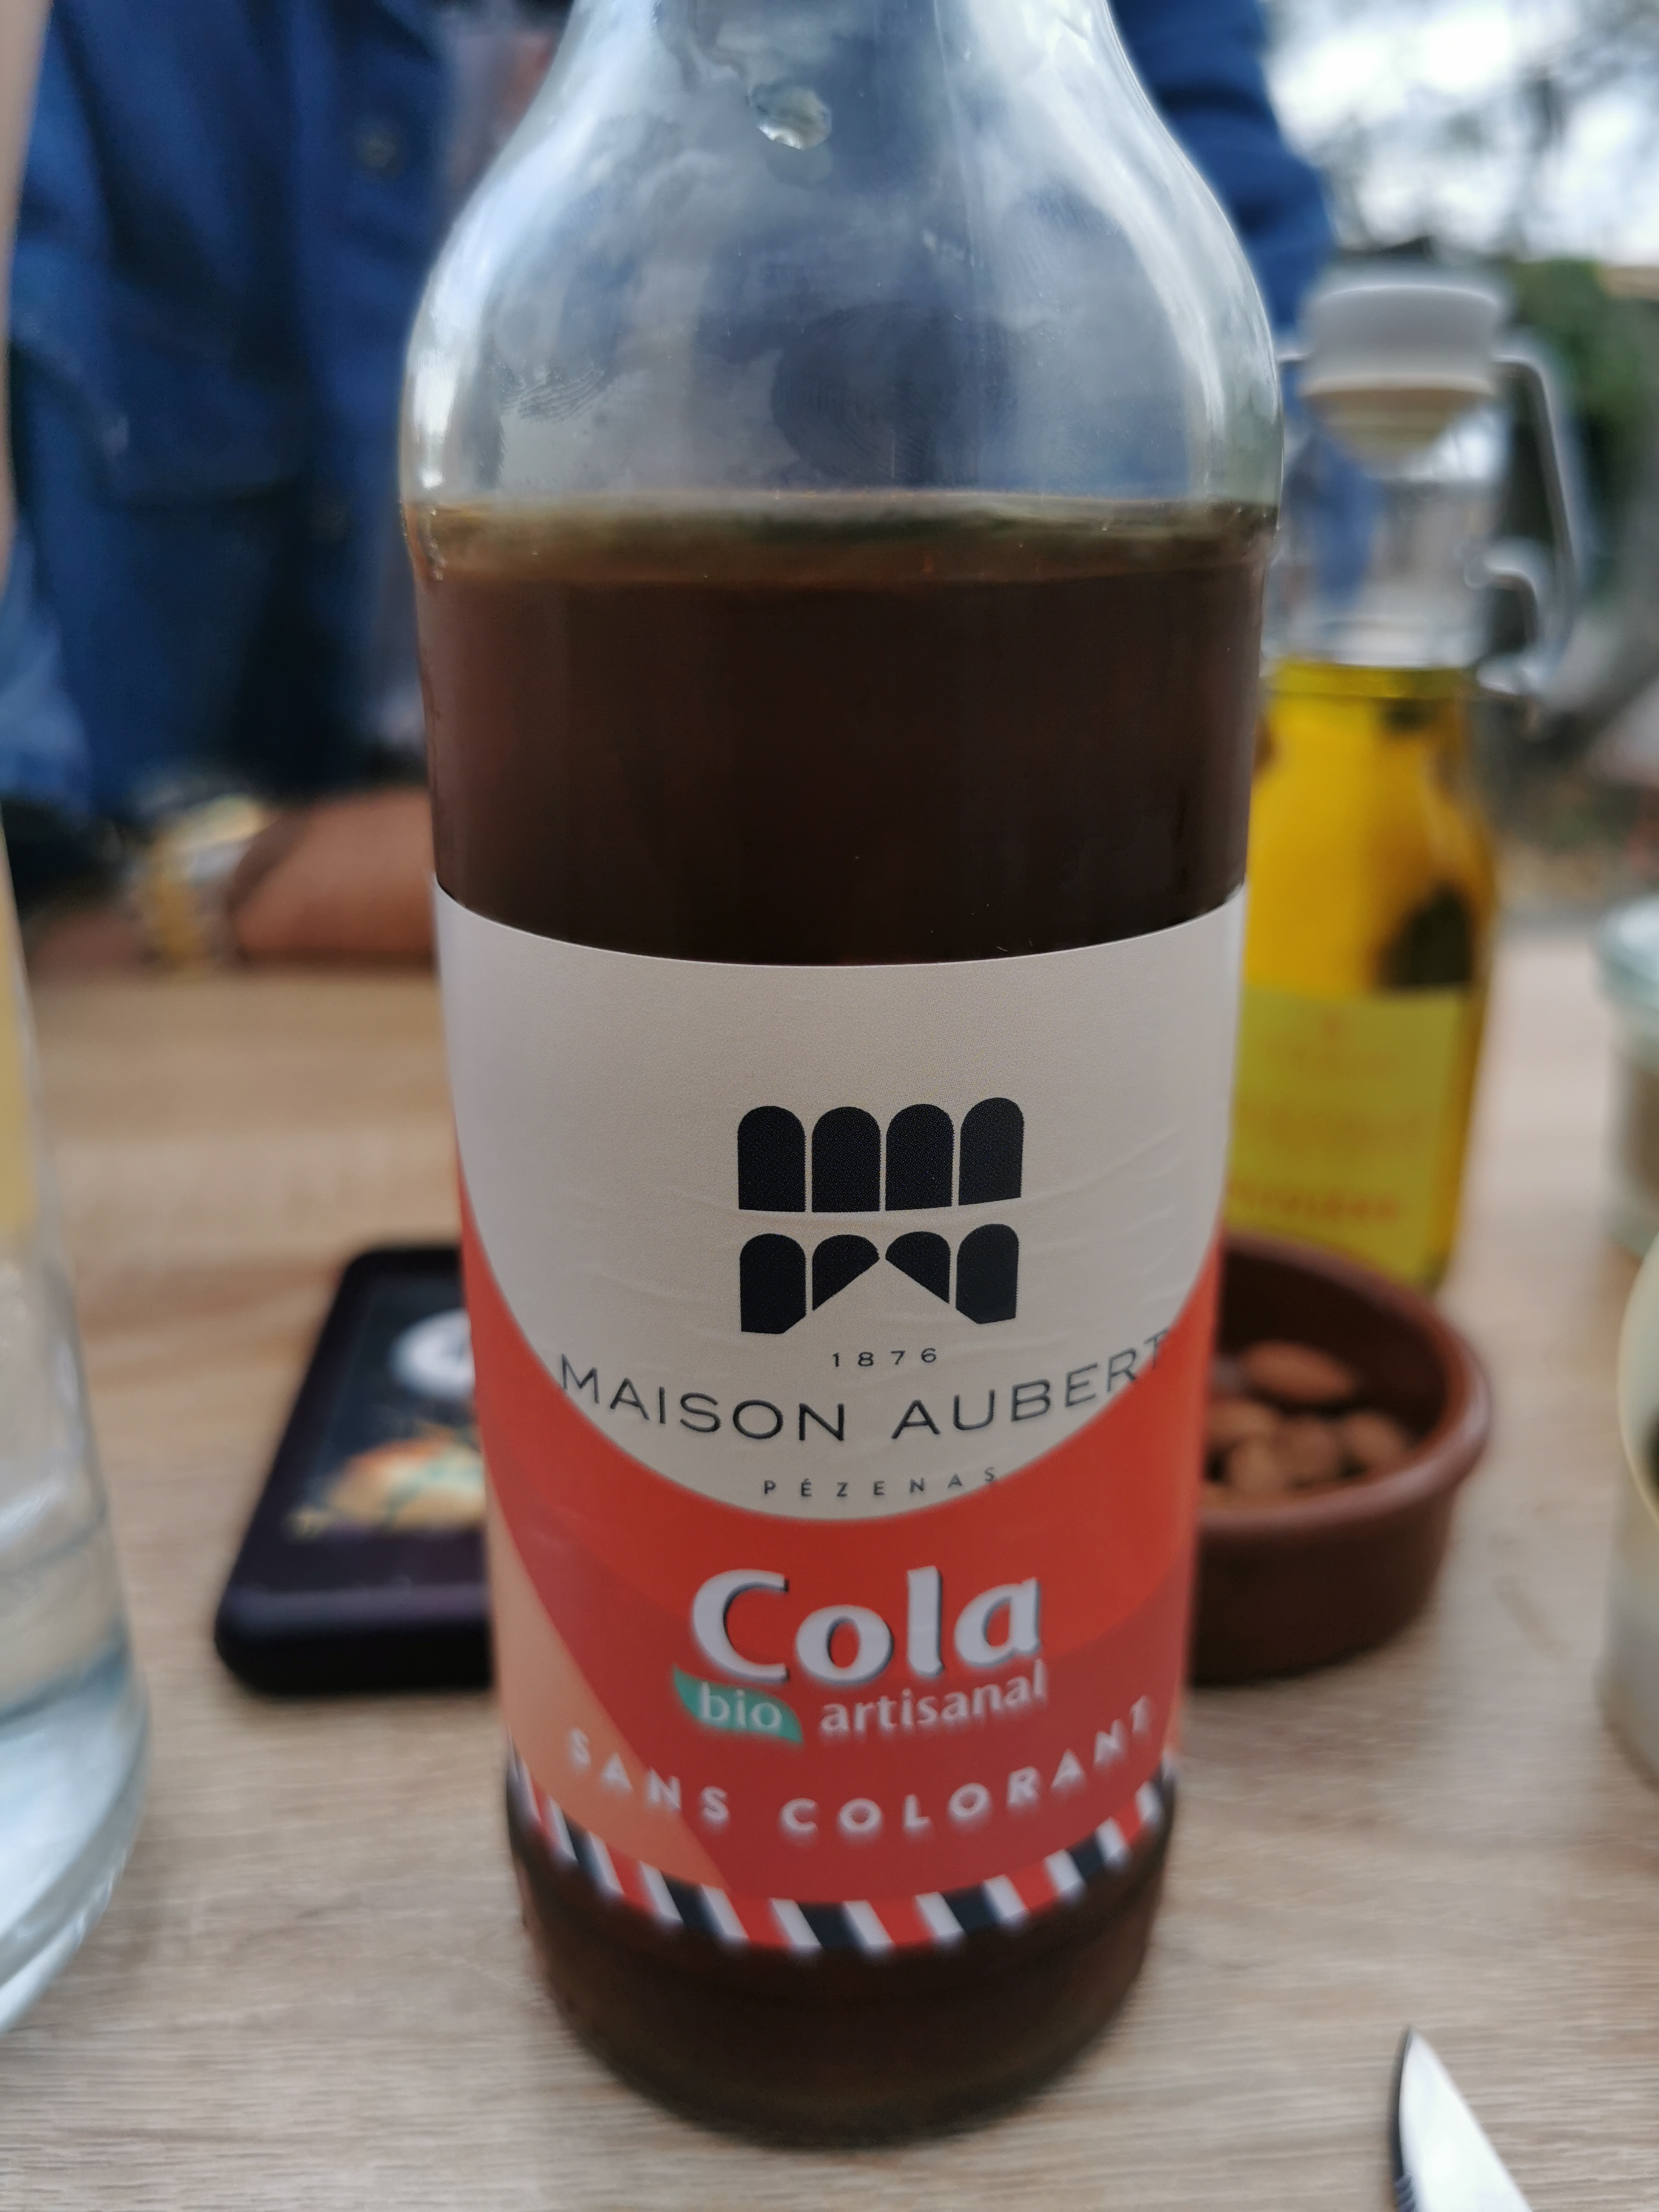 1876
MAISON AUBERT
PÉZENAS
Cola
bio artisanal
SANS COLORANT